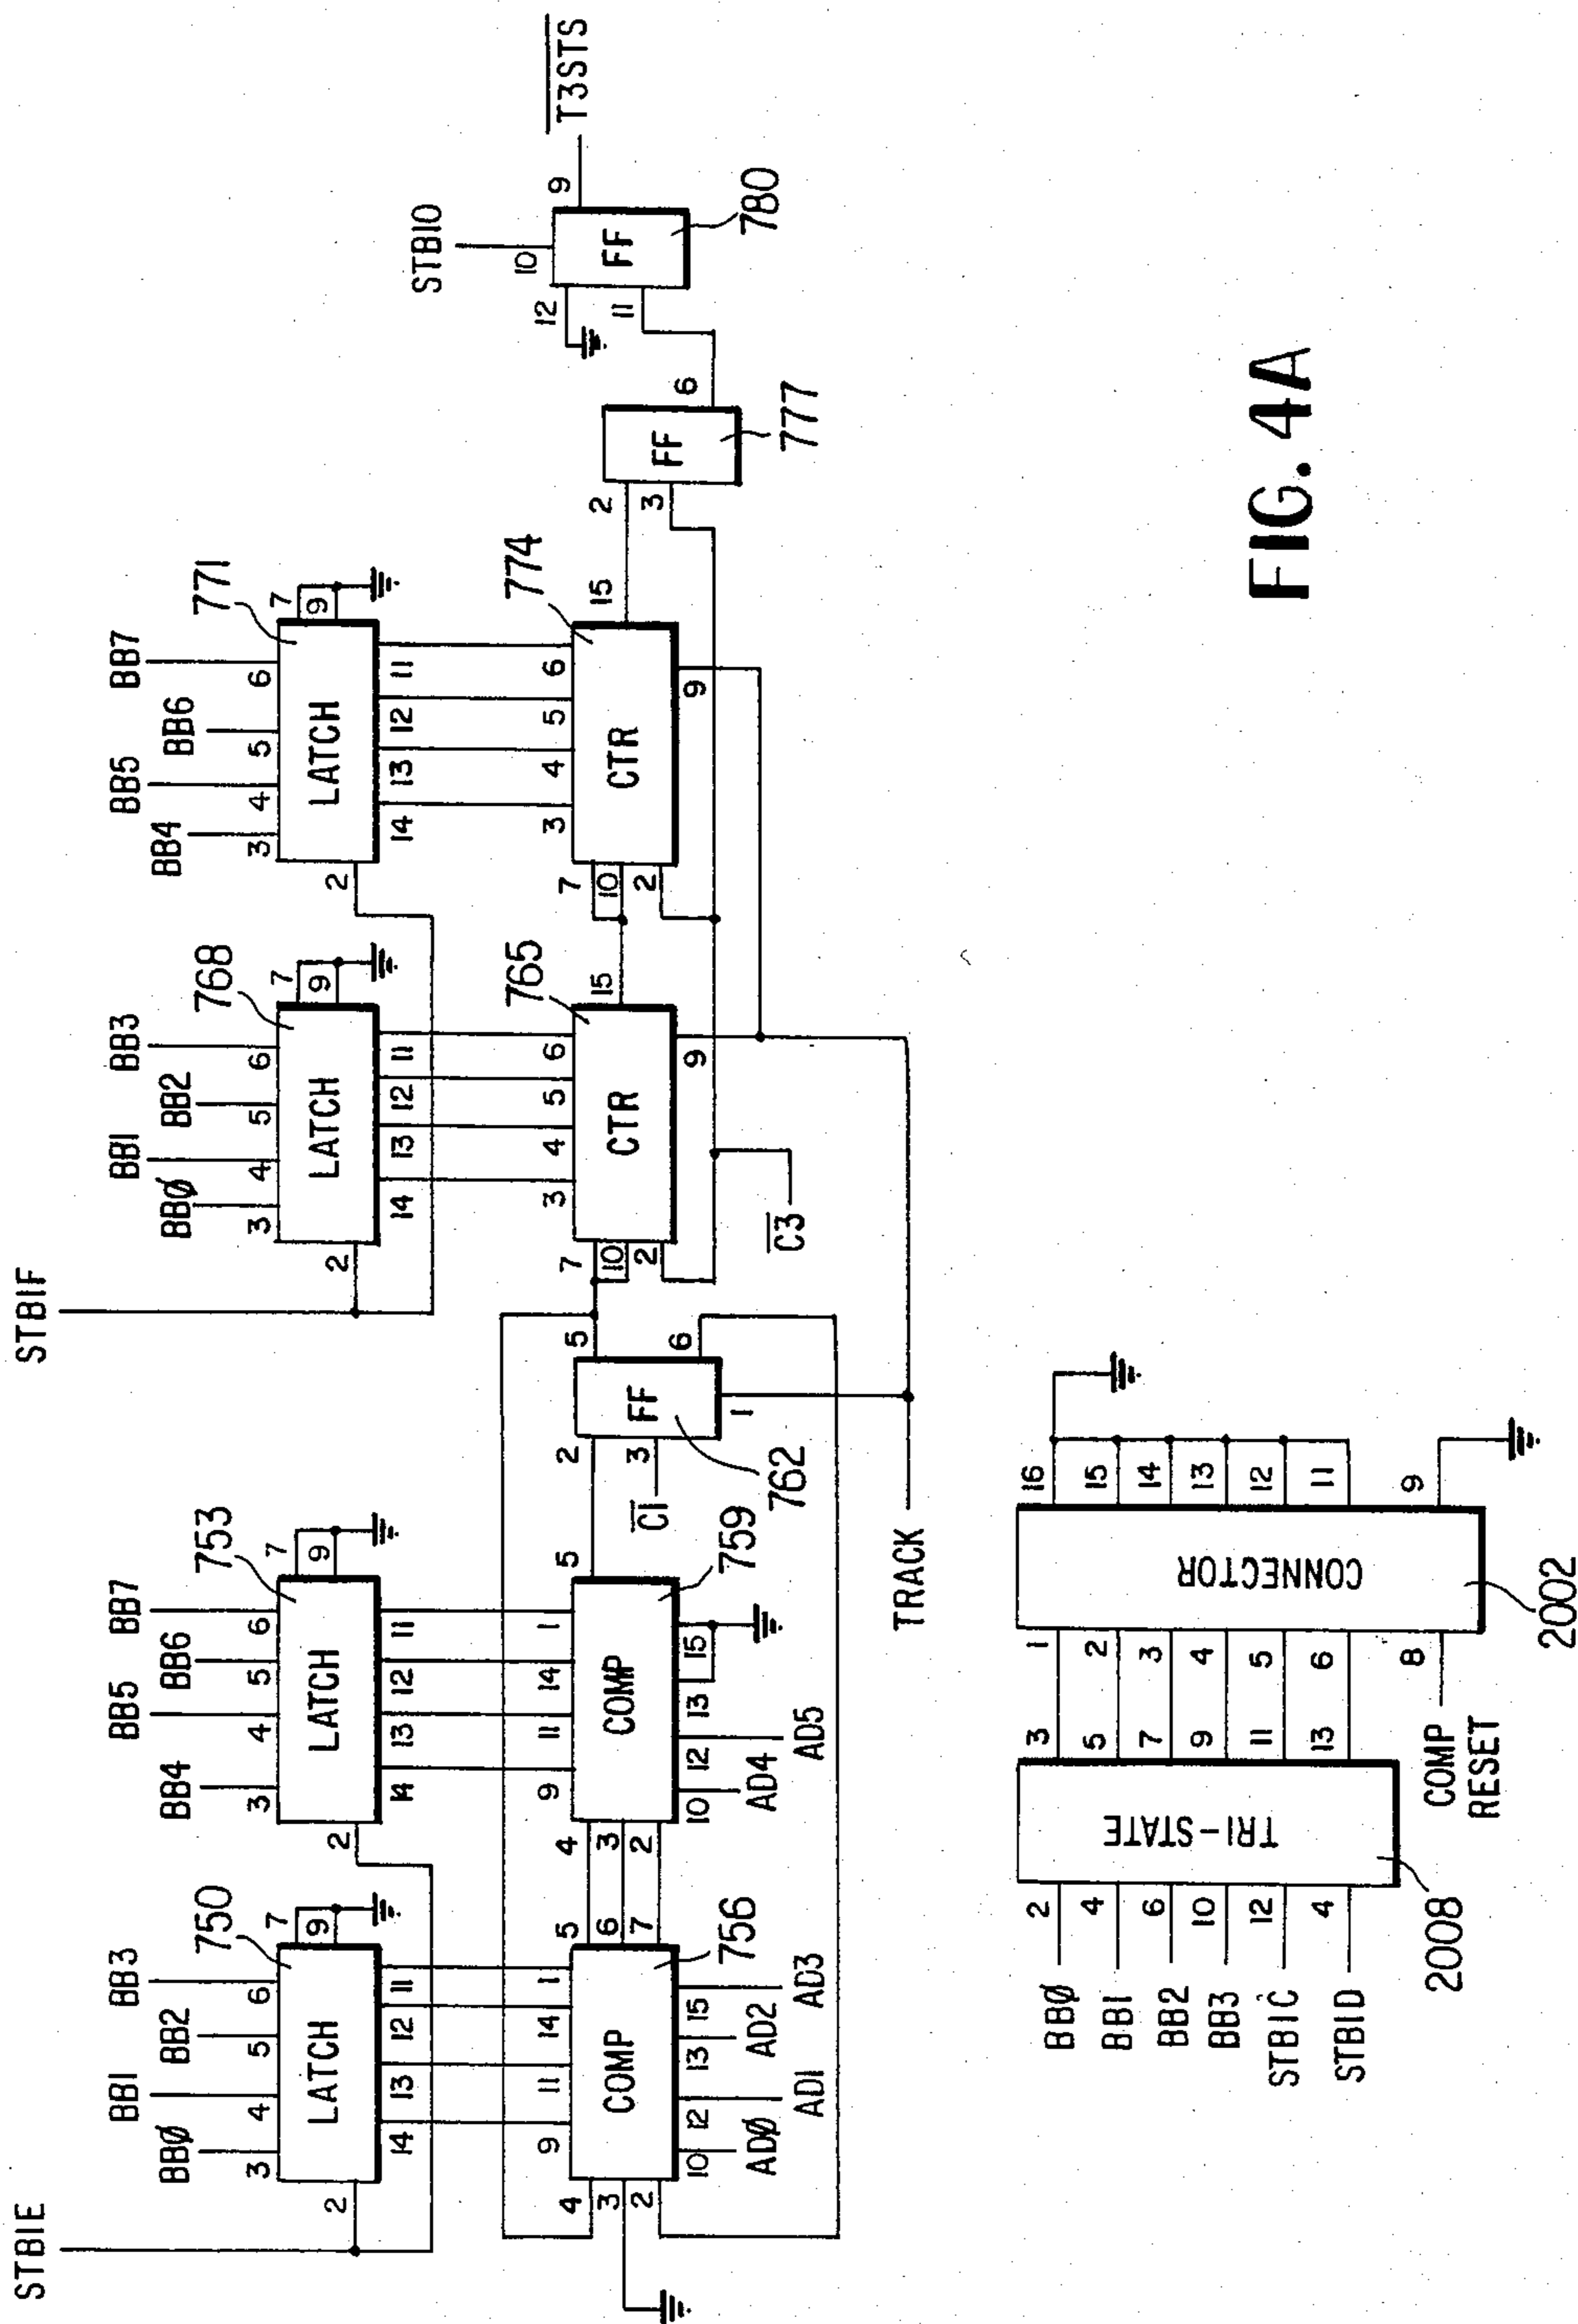 STB1E
BBØ BB1 BB2 BB3
3 4 5 6
2 LATCH 7 9
750
14 13 12 11
BB4 BB5 BB6 BB7
3 4 5 6
2 LATCH 7 9
753
14 13 12 11
STB1F
BBØ BB1 BB2 BB3
3 4 5 6
2 LATCH 7 9
768
14 13 12 11
BB4 BB5 BB6 BB7
3 4 5 6
2 LATCH 7 9
771
14 13 12 11
9 11 14 1
4 3 2 COMP 5 6 7
756
10 12 13 15
ADØ AD1 AD2 AD3
9 11 14 1
4 3 2 COMP 5
759
10 12 13 15
AD4 AD5
2 3 FF 5 6
1
762
C1
TRACK
3 4 5 6
7 10 2 CTR 15
765
9
C3
3 4 5 6
7 10 2 CTR 15
774
9
2 3 FF 6
777
STB10
10
12 11 FF 9
780
T3STS
BBØ 2 3 1 16
BB1 4 5 2 15
BB2 6 7 3 14
BB3 10 9 4 13
STB1C 12 11 5 12
STB1D 4 13 6 11
TRI-STATE
2008
COMP
RESET
8 9
CONNECTOR
2002
FIG. 4A